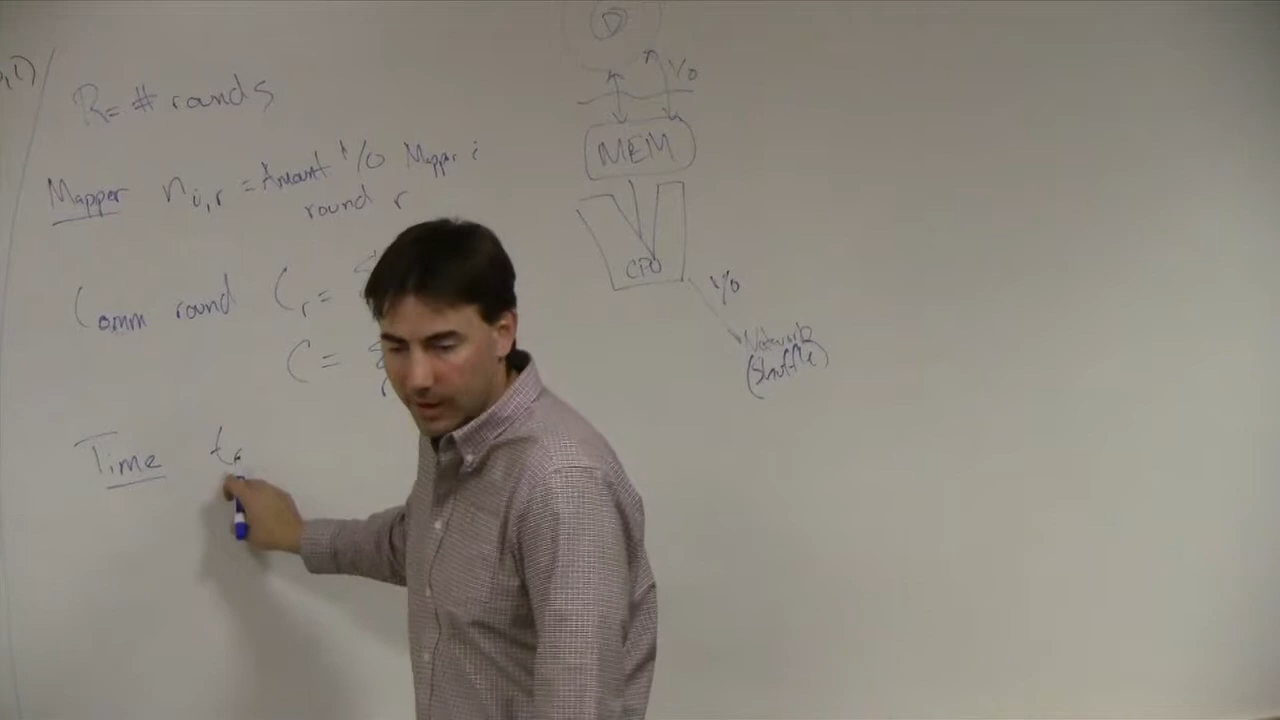 R = # rounds
Mapper n_i,r = Amount I/O Mapper i
round r
Comm round C_r =
C =
Time t_r
D
I/O
MEM
CPU
I/O
Network
(Shuffle)